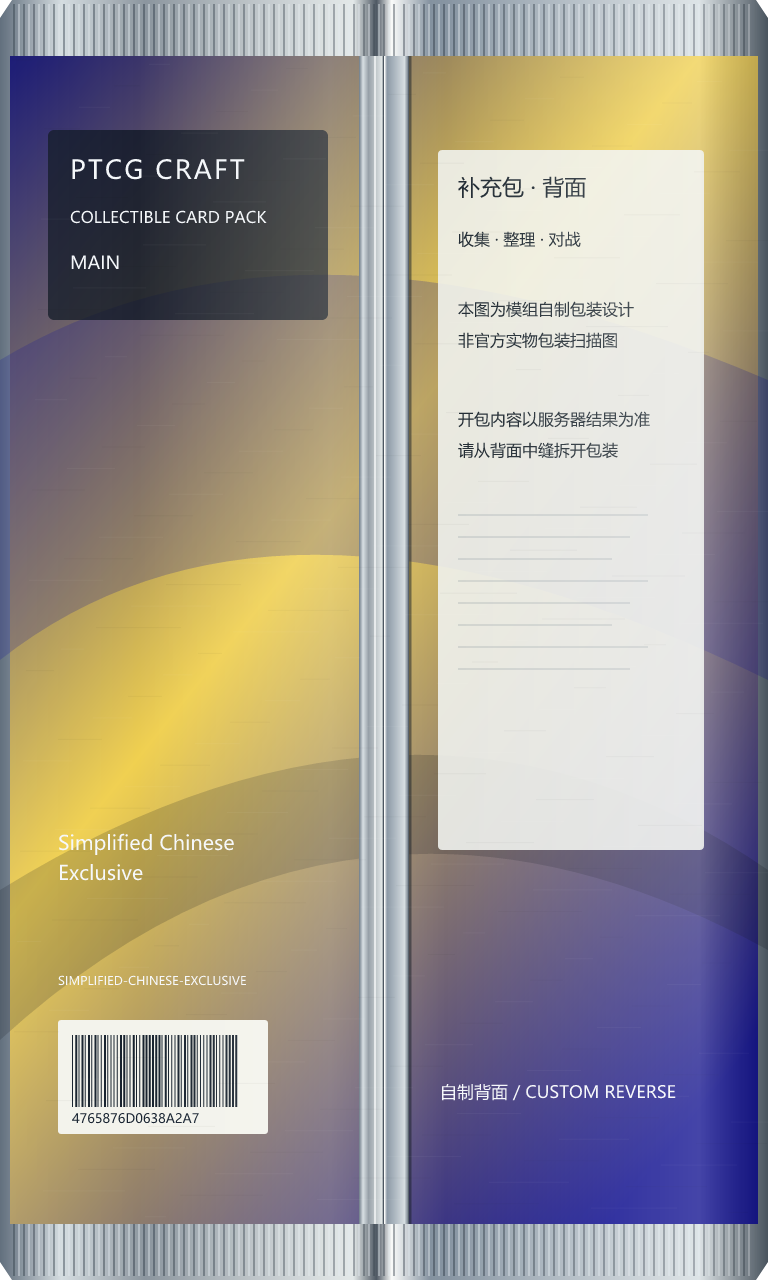 PTCG CRAFT
COLLECTIBLE CARD PACK
MAIN
Simplified Chinese
Exclusive
SIMPLIFIED-CHINESE-EXCLUSIVE
4765876D0638A2A7
补充包 · 背面
收集 · 整理 · 对战
本图为模组自制包装设计
非官方实物包装扫描图
开包内容以服务器结果为准
请从背面中缝拆开包装
自制背面 / CUSTOM REVERSE